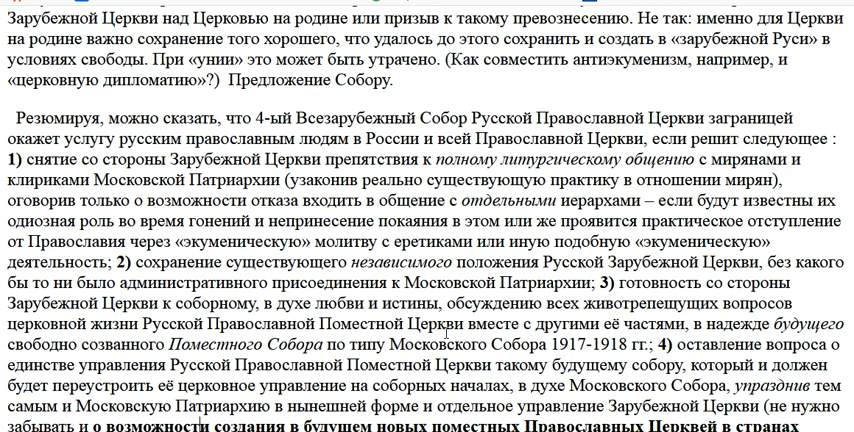 Зарубежной Церкви над Церковью на родине или призыв к такому превознесению. Не так: именно для Церкви
на родине важно сохранение того хорошего, что удалось до этого сохранить и создать в «зарубежной Руси» в
условиях свободы. При «унии» это может быть утрачено. (Как совместить антиэкуменизм, например, и
«церковную дипломатию»?) Предложение Собору.
Резюмируя, можно сказать, что 4-ый Всезарубежный Собор Русской Православной Церкви заграницей
окажет услугу русским православным людям в России и всей Православной Церкви, если решит следующее :
1) снятие со стороны Зарубежной Церкви препятствия к полному литургическому общению с мирянами и
клириками Московской Патриархии (узаконив реально существующую практику в отношении мирян),
оговорив только о возможности отказа входить в общение с отдельными иерархами – если будут известны их
одиозная роль во время гонений и непринесение покаяния в этом или же проявится практическое отступление
от Православия через «экуменическую» молитву с еретиками или иную подобную «экуменическую»
деятельность; 2) сохранение существующего независимого положения Русской Зарубежной Церкви, без какого
бы то ни было административного присоединения к Московской Патриархии; 3) готовность со стороны
Зарубежной Церкви к соборному, в духе любви и истины, обсуждению всех животрепещущих вопросов
церковной жизни Русской Православной Поместной Церкви вместе с другими её частями, в надежде будущего
свободно созванного Поместного Собора по типу Московского Собора 1917-1918 гг.; 4) оставление вопроса о
единстве управления Русской Православной Поместной Церкви такому будущему собору, который и должен
будет переустроить её церковное управление на соборных началах, в духе Московского Собора, упразднив тем
самым и Московскую Патриархию в нынешней форме и отдельное управление Зарубежной Церкви (не нужно
забывать и о возможности создания в будущем новых поместных Православных Церквей в странах